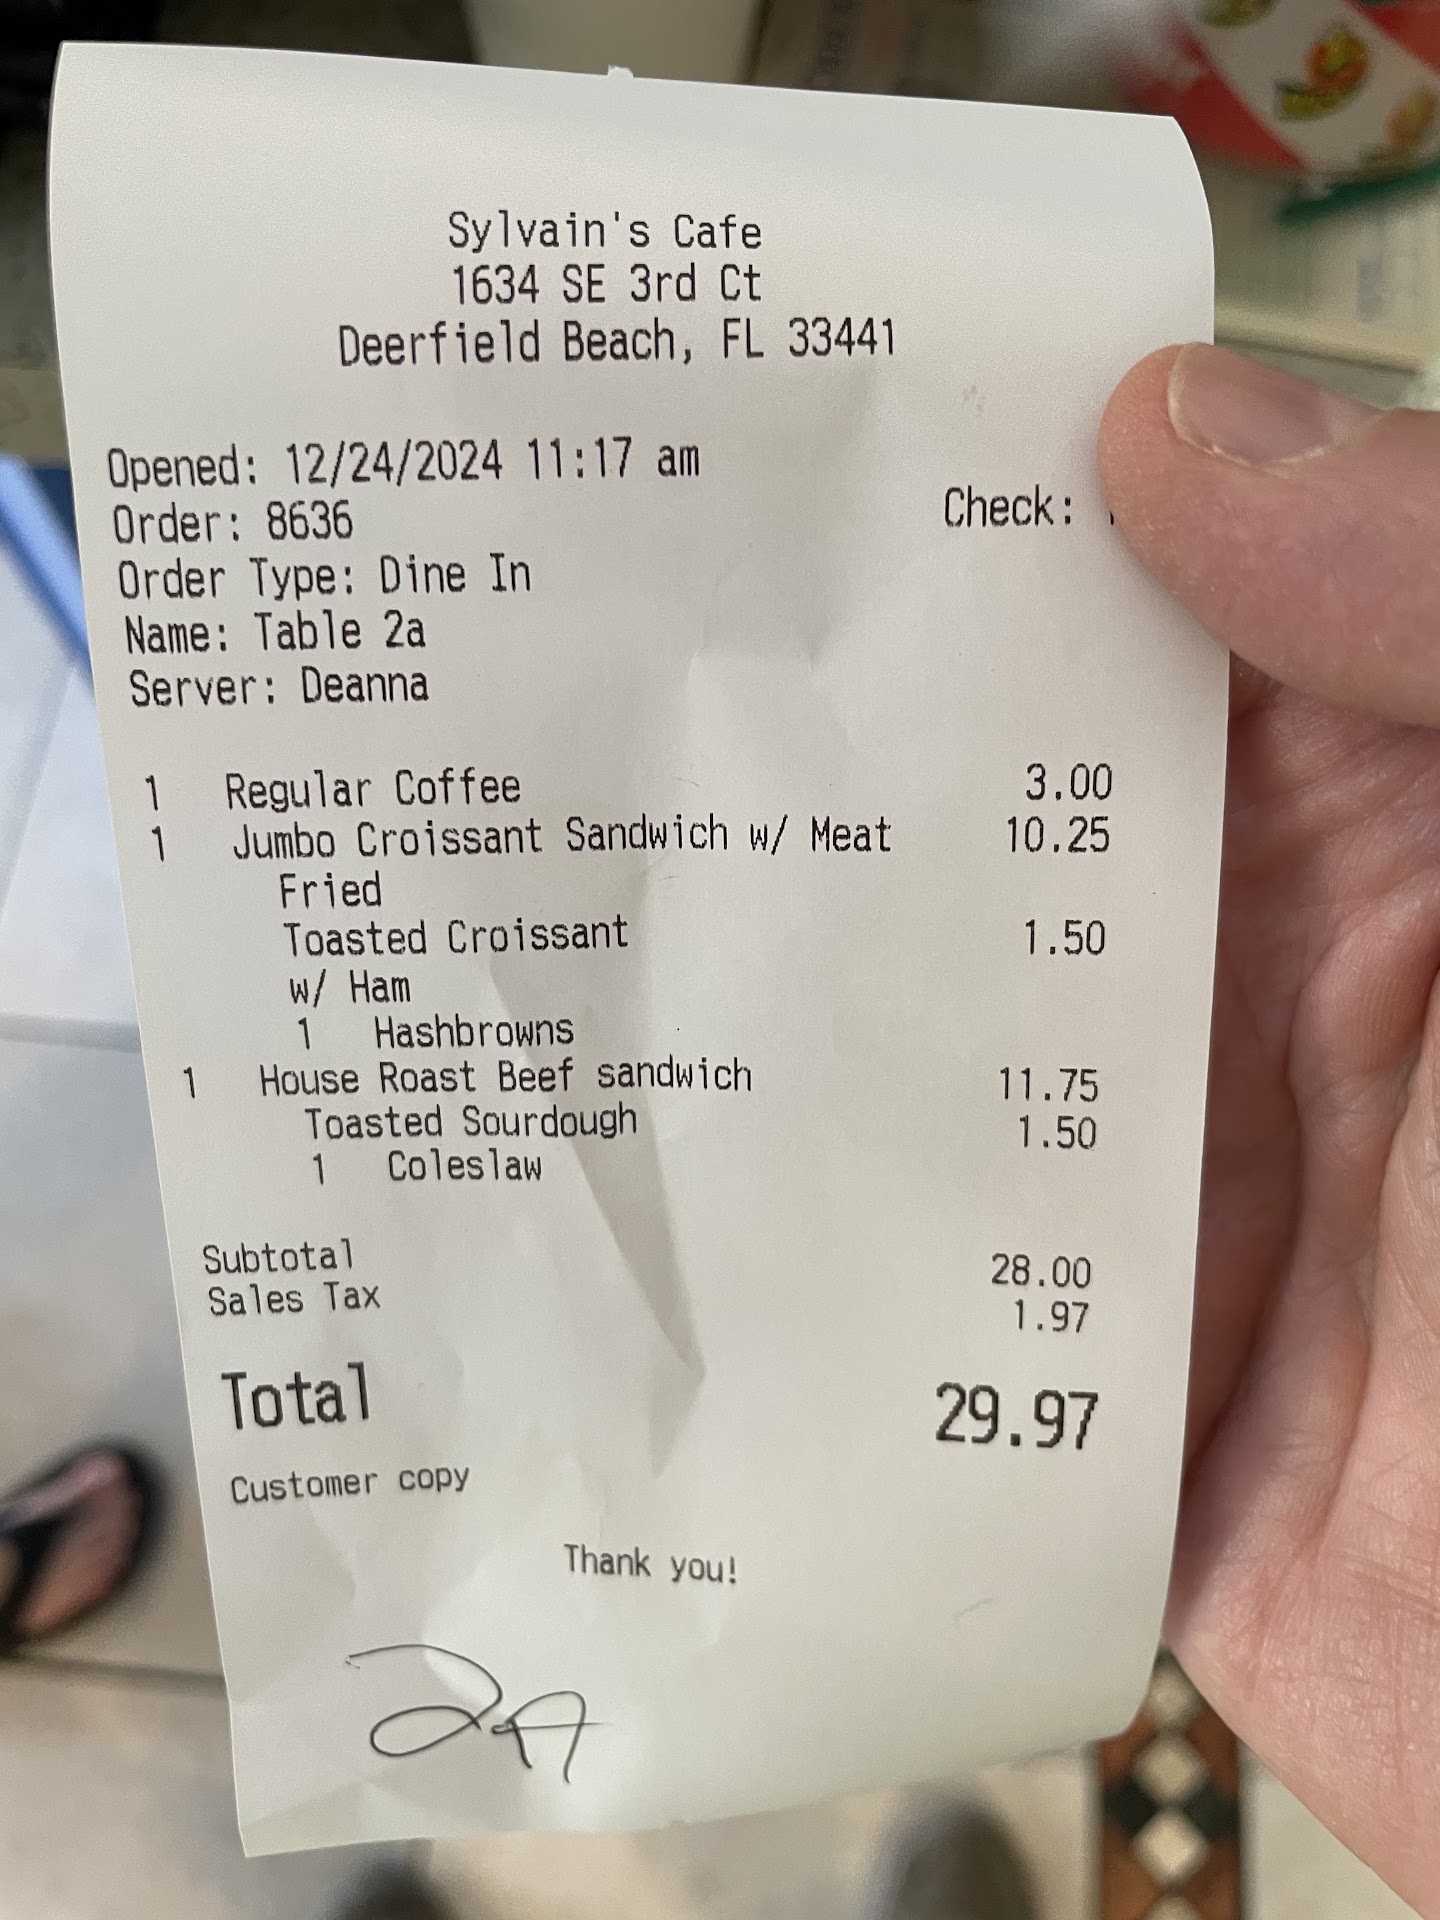 Sylvain's Cafe
1634 SE 3rd Ct
Deerfield Beach, FL 33441
Opened: 12/24/2024 11:17 am
Order: 8636 Check:
Order Type: Dine In
Name: Table 2a
Server: Deanna
1 Regular Coffee 3.00
1 Jumbo Croissant Sandwich w/ Meat 10.25
Fried
Toasted Croissant 1.50
w/ Ham
1 Hashbrowns
1 House Roast Beef sandwich 11.75
Toasted Sourdough 1.50
1 Coleslaw
Subtotal 28.00
Sales Tax 1.97
Total 29.97
Customer copy
Thank you!
2A